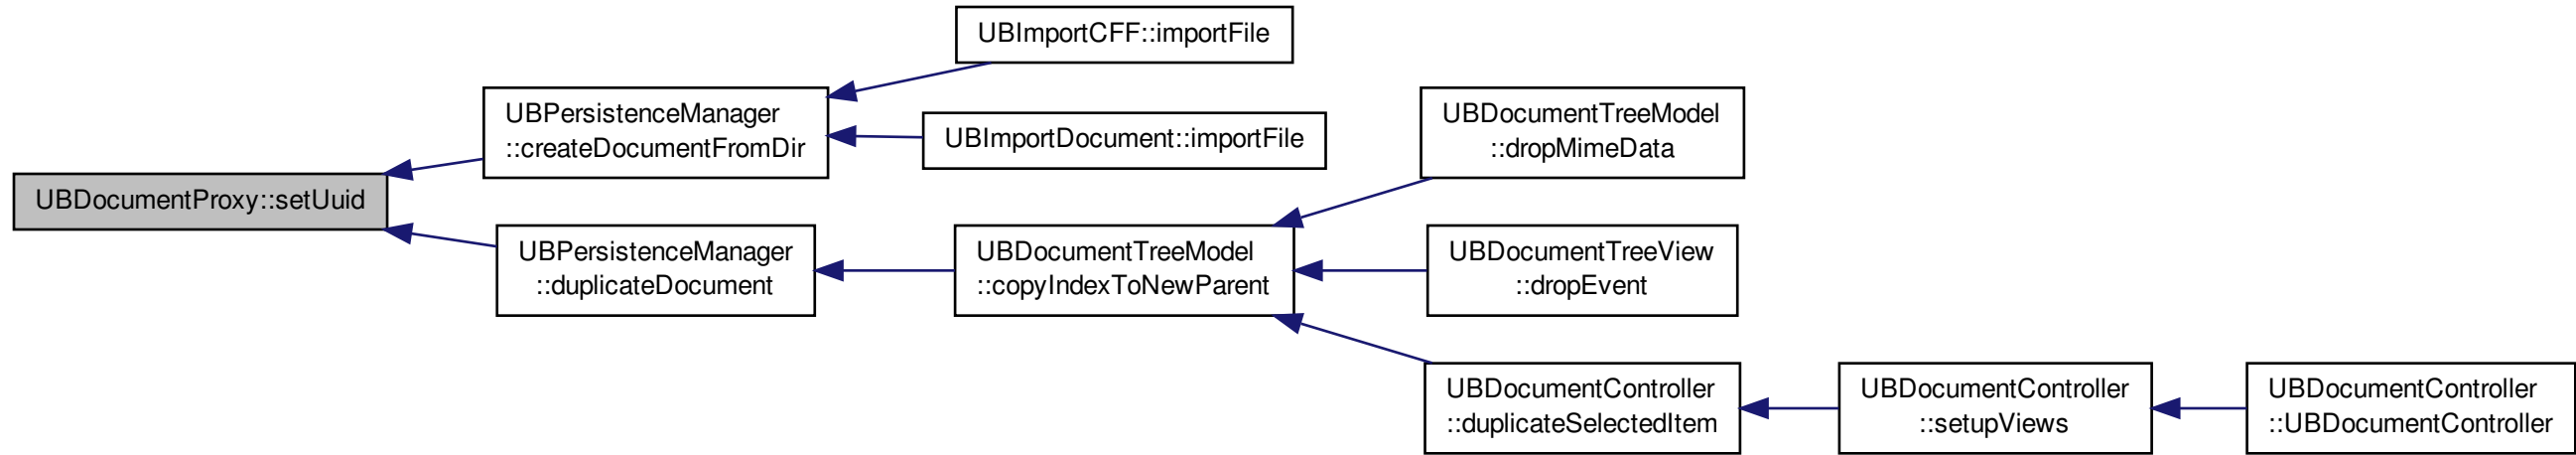 UBImportCFF::importFile
UBPersistenceManager
::createDocumentFromDir
UBDocumentTreeModel
::dropMimeData
UBImportDocument::importFile
UBDocumentProxy::setUuid
UBPersistenceManager
::duplicateDocument
UBDocumentTreeModel
::copyIndexToNewParent
UBDocumentTreeView
::dropEvent
UBDocumentController
::duplicateSelectedItem
UBDocumentController
::setupViews
UBDocumentController
::UBDocumentController